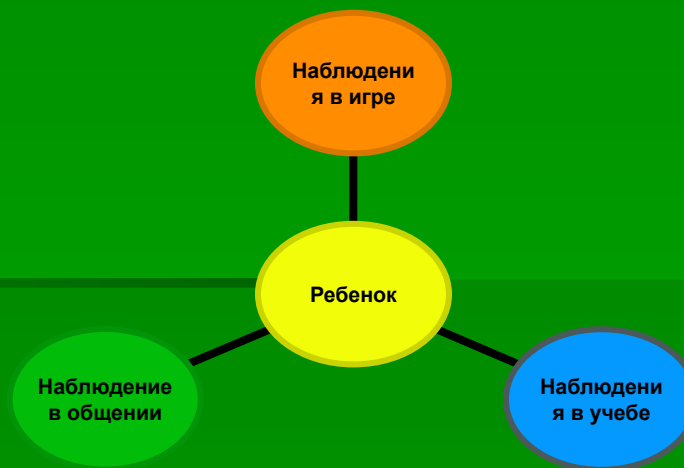 Наблюдени
я в игре
Ребенок
Наблюдение
в общении
Наблюдени
я в учебе